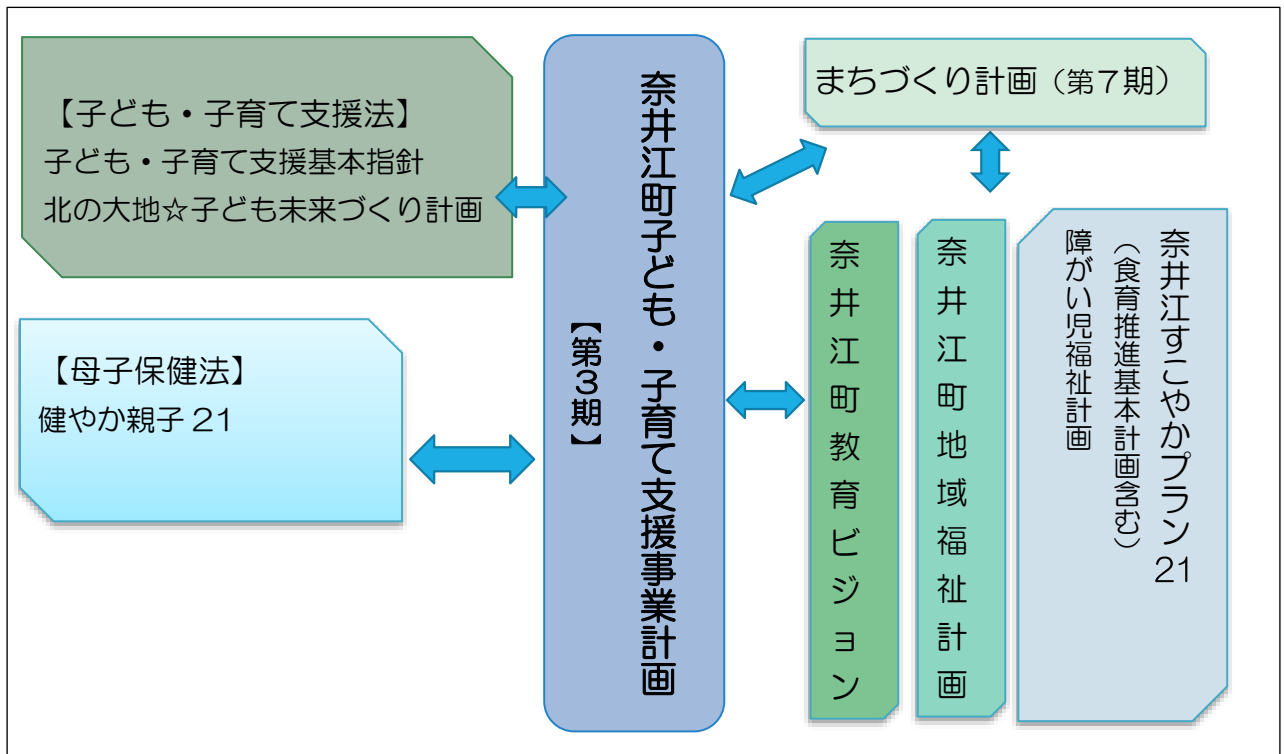 【子ども・子育て支援法】
子ども・子育て支援基本指針
北の大地☆子ども未来づくり計画
【母子保健法】
健やか親子 21
奈井江町子ども・子育て支援事業計画
【第３期】
まちづくり計画（第７期）
奈井江町教育ビジョン
奈井江町地域福祉計画
奈井江すこやかプラン 21
（食育推進基本計画含む）
障がい児福祉計画